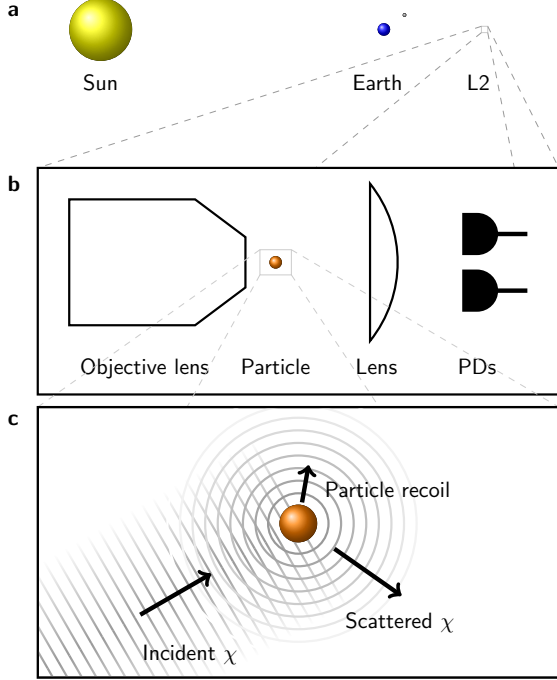 a
Sun Earth L2
b
Objective lens Particle Lens PDs
c
Particle recoil
Scattered χ
Incident χ